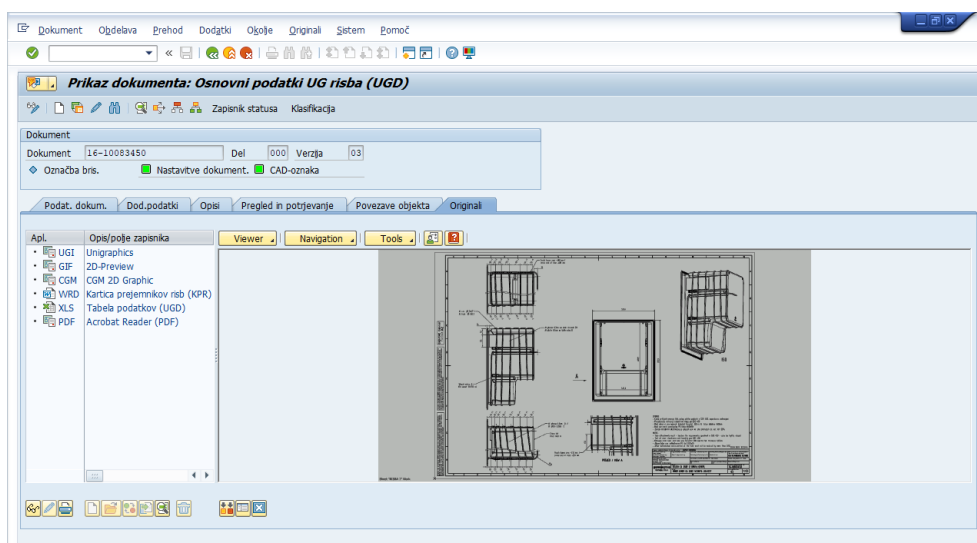 Dokument Obdelava Prehod Dodatki Okolje Originali Sistem Pomoč
Prikaz dokumenta: Osnovni podatki UG risba (UGD)
Zapisnik statusa Klasifikacija
Dokument
Dokument 16-10083450 Del 000 Verzija 03
Označba bris. Nastavitve dokument. CAD-oznaka
Podat. dokum. Dod.podatki Opisi Pregled in potrjevanje Povezave objekta Originali
Apl. Opis/polje zapisnika Viewer Navigation Tools
UGI Unigraphics
GIF 2D-Preview
CGM CGM 2D Graphic
WRD Kartica prejemnikov risb (KPR)
XLS Tabela podatkov (UGD)
PDF Acrobat Reader (PDF)